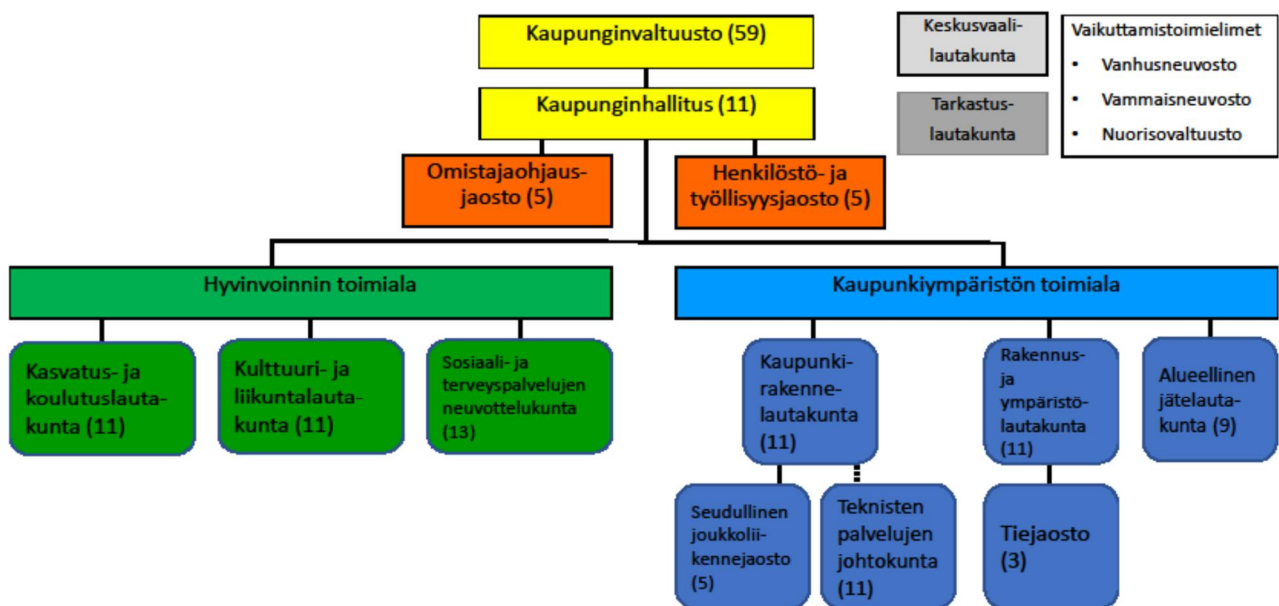 Kaupunginvaltuusto (59)
Kaupunginhallitus (11)
Keskusvaali-
lautakunta
Tarkastus-
lautakunta
Vaikuttamistoimielimet
• Vanhusneuvosto
• Vammaisneuvosto
• Nuorisovaltuusto
Omistajaohjaus-
jaosto (5)
Henkilöstö- ja
työllisyysjaosto (5)
Hyvinvoinnin toimiala
Kaupunkiympäristön toimiala
Kasvatus- ja
koulutuslauta-
kunta (11)
Kulttuuri- ja
liikuntalauta-
kunta (11)
Sosiaali- ja
terveyspalvelujen
neuvottelukunta
(13)
Kaupunki-
rakenne-
lautakunta
(11)
Rakennus-
ja
ympäristö-
lautakunta
(11)
Alueellinen
jätelauta-
kunta (9)
Seudullinen
joukkolii-
kennejaosto
(5)
Teknisten
palvelujen
johtokunta
(11)
Tiejaosto
(3)